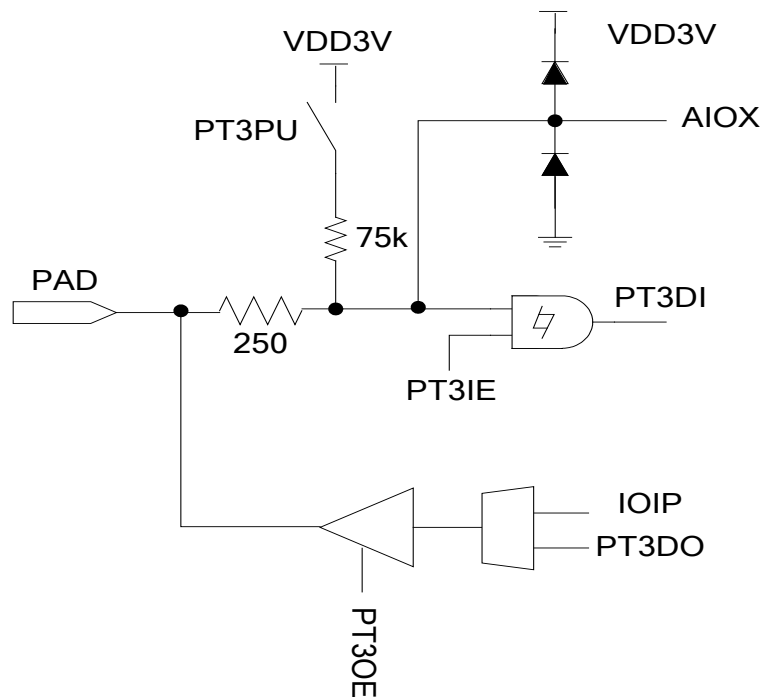 VDD3V
VDD3V
PT3PU
AIOX
75k
PAD
PT3DI
250
PT3IE
IOIP
PT3DO
PT3OE